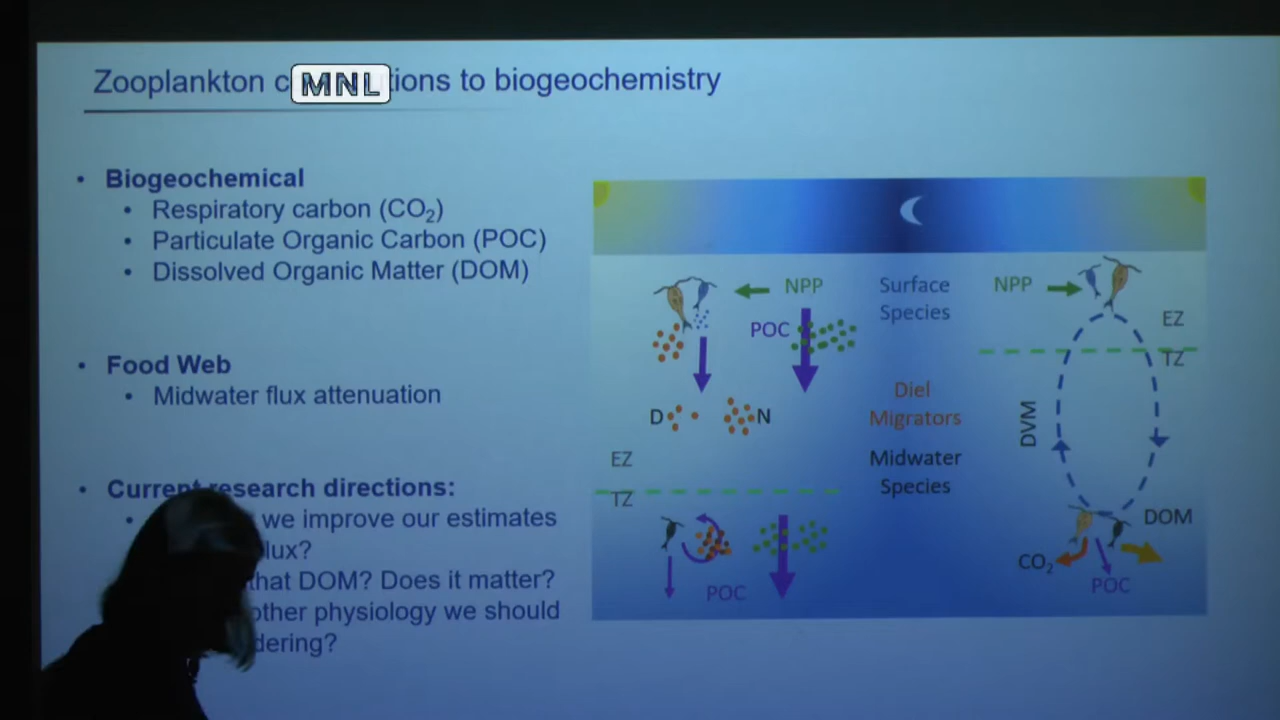 Zooplankton c MNL tions to biogeochemistry
• Biogeochemical
• Respiratory carbon (CO₂)
• Particulate Organic Carbon (POC)
• Dissolved Organic Matter (DOM)
• Food Web
• Midwater flux attenuation
• Current research directions:
• we improve our estimates
lux?
that DOM? Does it matter?
other physiology we should
dering?
NPP
Surface
Species
NPP
POC
EZ
TZ
Diel
Migrators
D
N
DVM
Midwater
Species
EZ
TZ
DOM
CO₂
POC
POC